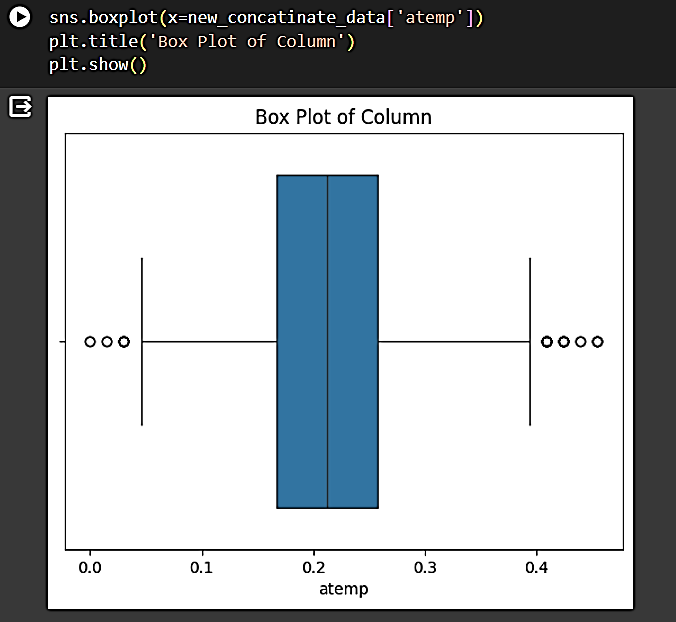 sns.boxplot(x=new_concatinate_data['atemp'])
plt.title('Box Plot of Column')
plt.show()
Box Plot of Column
0.0 0.1 0.2 0.3 0.4
atemp